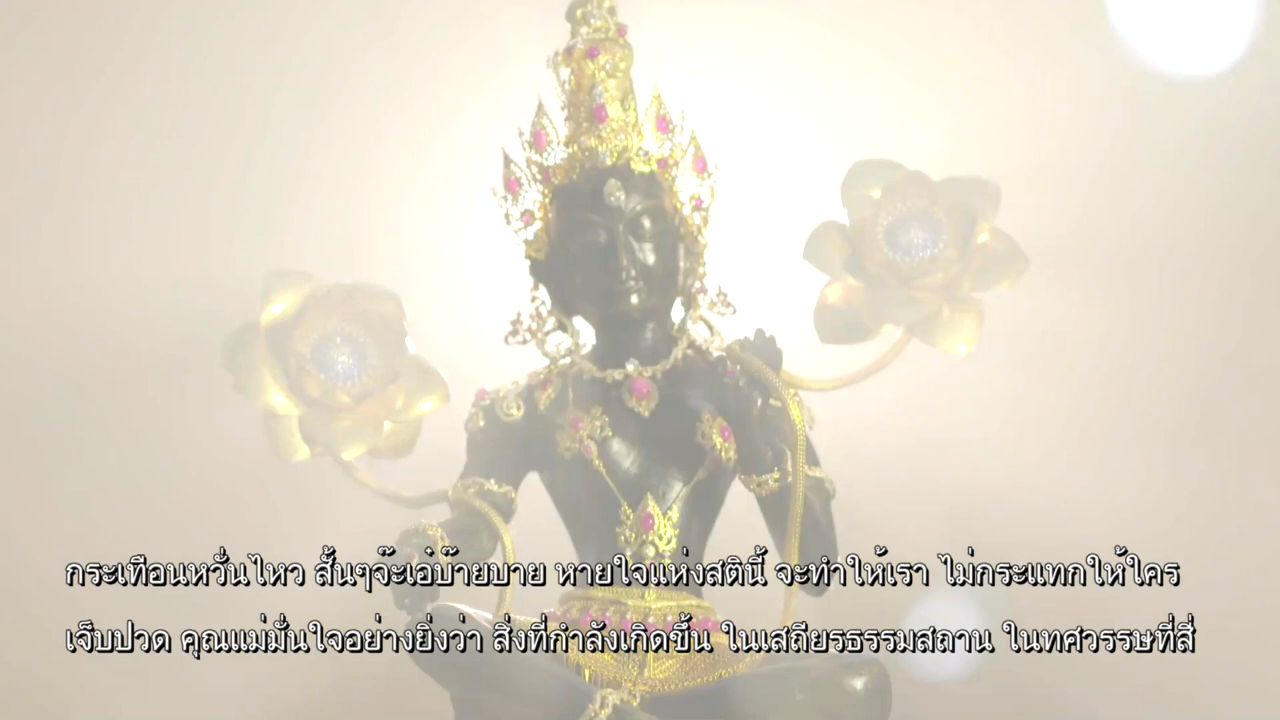 กระเทือนหวั่นไหว สั้นๆจ๊ะเอ๋บ๊ายบาย หายใจแห่งสตินี้ จะทำให้เรา ไม่กระแทกให้ใคร
เจ็บปวด คุณแม่มั่นใจอย่างยิ่งว่า สิ่งที่กำลังเกิดขึ้น ในเสถียรธรรมสถาน ในทศวรรษที่สี่